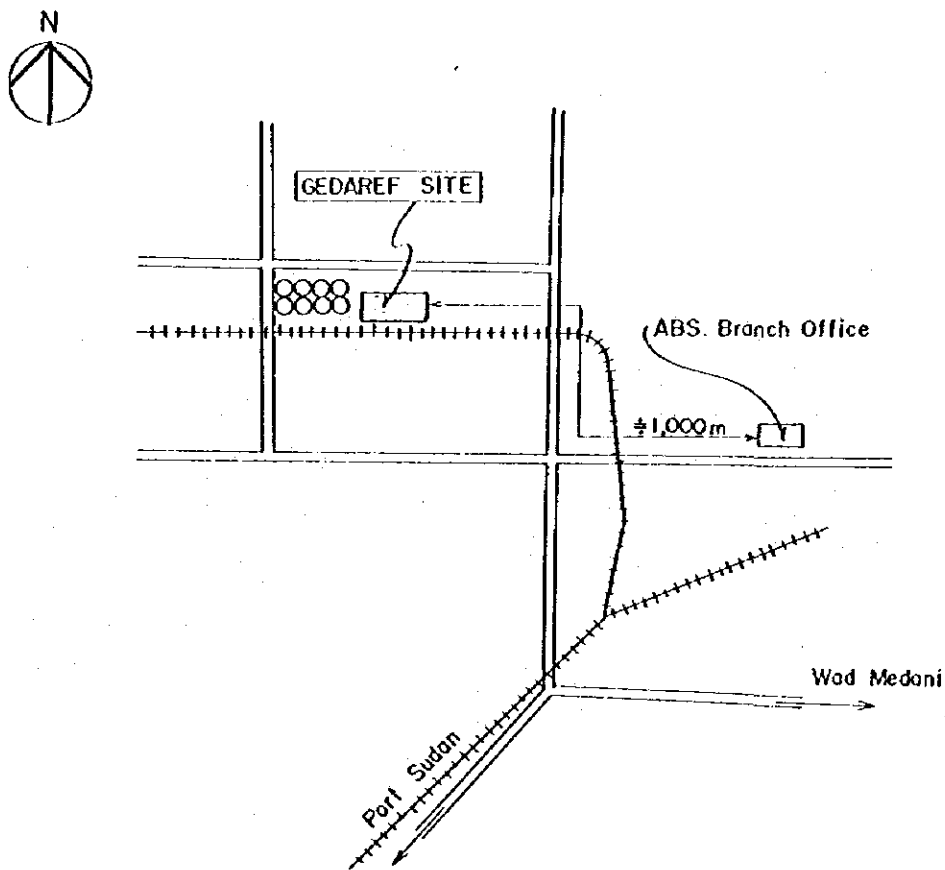 N
GEDAREF SITE
ABS. Branch Office
≑1,000m
Wad Medani
Port Sudan